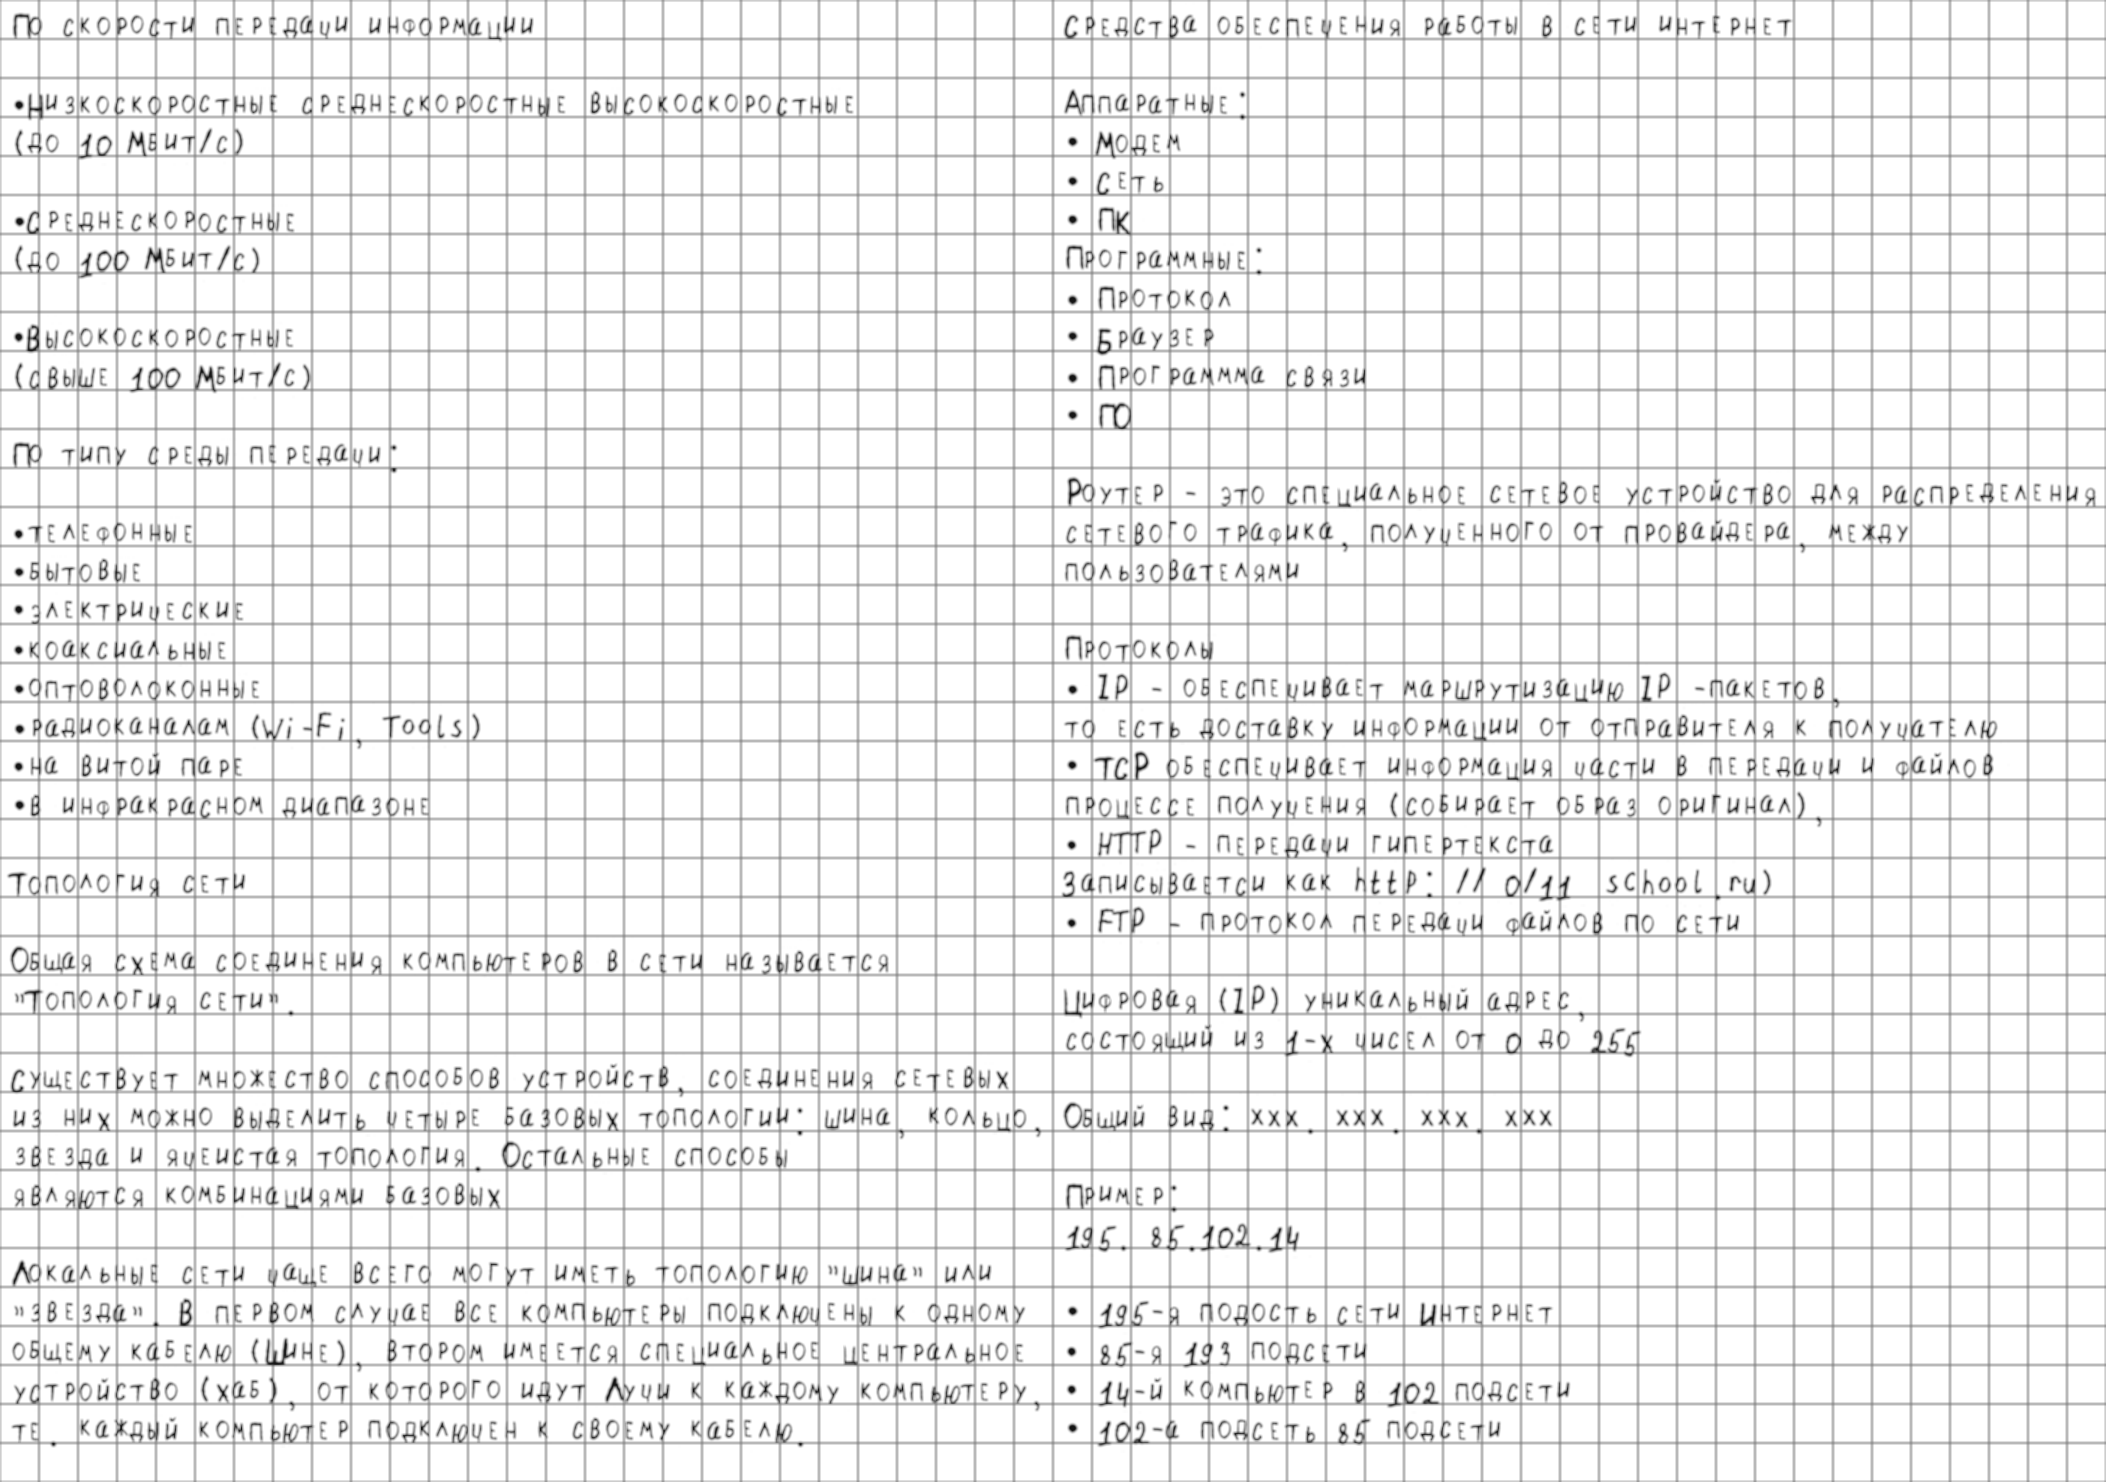 По скорости передачи информации
•Низкоскоростные среднескоростные высокоскоростные
(до 10 Мбит/с)
•среднескоростные
(до 100 Мбит/с)
•Высокоскоростные
(свыше 100 Мбит/с)
По типу среды передачи:
•телефонные
•бытовые
•электрические
•коаксиальные
•оптоволоконные
•радиоканалам (Wi-Fi, Tools)
•на витой паре
•в инфракрасном диапазоне
Топология сети
Общая схема соединения компьютеров в сети называется
"Топология сети".
существует множество способов устройств, соединения сетевых
из них можно выделить четыре базовых топологии: шина, кольцо,
звезда и ячеистая топология. Остальные способы
являются комбинациями базовых
Локальные сети чаще всего могут иметь топологию "шина" или
"звезда". В первом случае все компьютеры подключены к одному
общему кабелю (Шине), втором имеется специальное центральное
устройство (хаб), от которого идут Лучи к каждому компьютеру,
те. каждый компьютер подключен к своему кабелю.
Средства обеспечения работы в сети интернет
Аппаратные:
• модем
• сеть
• ПК
Программные:
• Протокол
• Браузер
• Программма связи
• ПО
Роутер - это специальное сетевое устройство для распределения
сетевого трафика, полученного от провайдера, между
пользователями
Протоколы
• IP - обеспечивает маршрутизацию IP -пакетов,
то есть доставку информации от отправителя к получателю
• TCP обеспечивает информация части в передачи и файлов
процессе получения (собирает образ оригинал),
• HTTP - передачи гипертекста
Записываетси как http: // 0/11 school.ru)
• FTP - протокол передачи файлов по сети
Цифровая (IP) уникальный адрес,
состоящий из 1-х чисел от 0 до 255
Общий вид: xxx. xxx. xxx. xxx
Пример:
195. 85.102.14
• 195-я подость сети интернет
• 85-я 193 подсети
• 14-й компьютер в 102 подсети
• 102-а подсеть 85 подсети